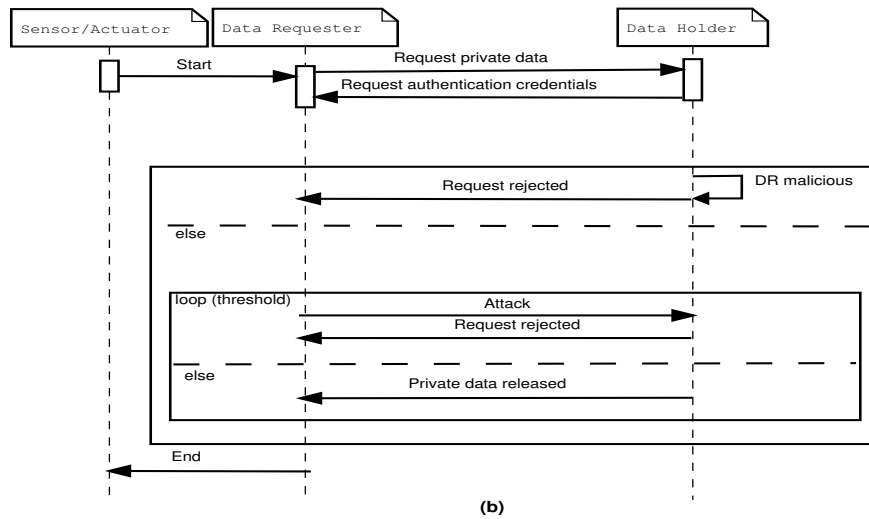 Sensor/Actuator
Data Requester
Data Holder
Start
Request private data
Request authentication credentials
DR malicious
Request rejected
else
loop (threshold)
Attack
Request rejected
else
Private data released
End
(b)